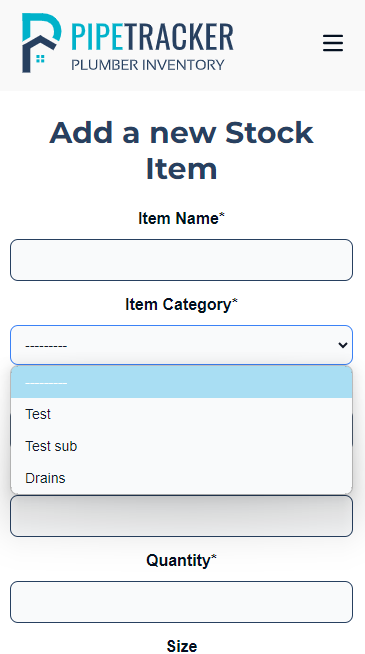 PIPETRACKER
PLUMBER INVENTORY
Add a new Stock
Item
Item Name*
Item Category*
---------
---------
Test
Test sub
Drains
Quantity*
Size